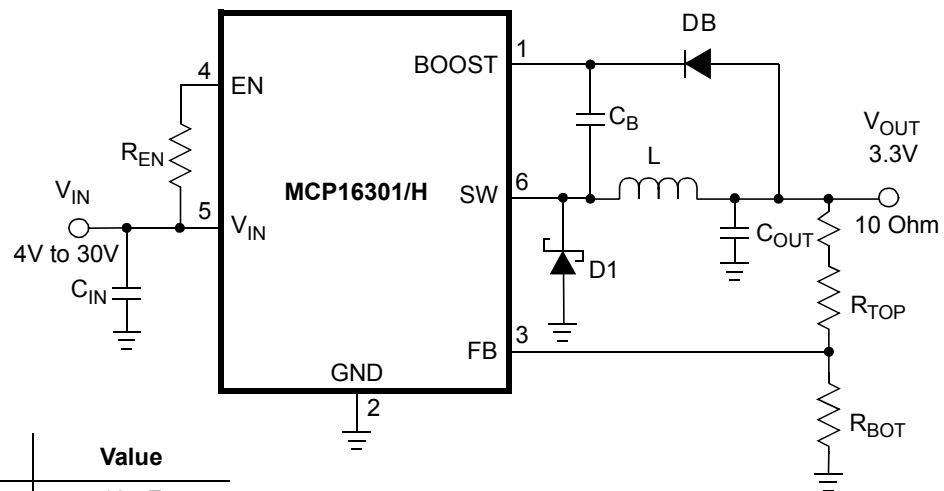 DB
1
BOOST
4
EN
C_B
V_OUT
3.3V
R_EN
L
V_IN
MCP16301/H
SW
6
5
V_IN
4V to 30V
10 Ohm
C_OUT
D1
C_IN
R_TOP
3
FB
GND
2
R_BOT
Value